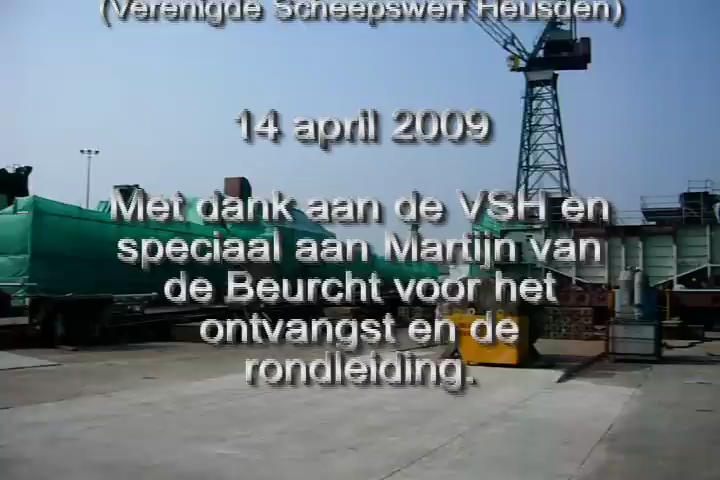 (Verenigde Scheepswerf Heusden)
14 april 2009
Met dank aan de VSH en
speciaal aan Martijn van
de Beurcht voor het
ontvangst en de
rondleiding.